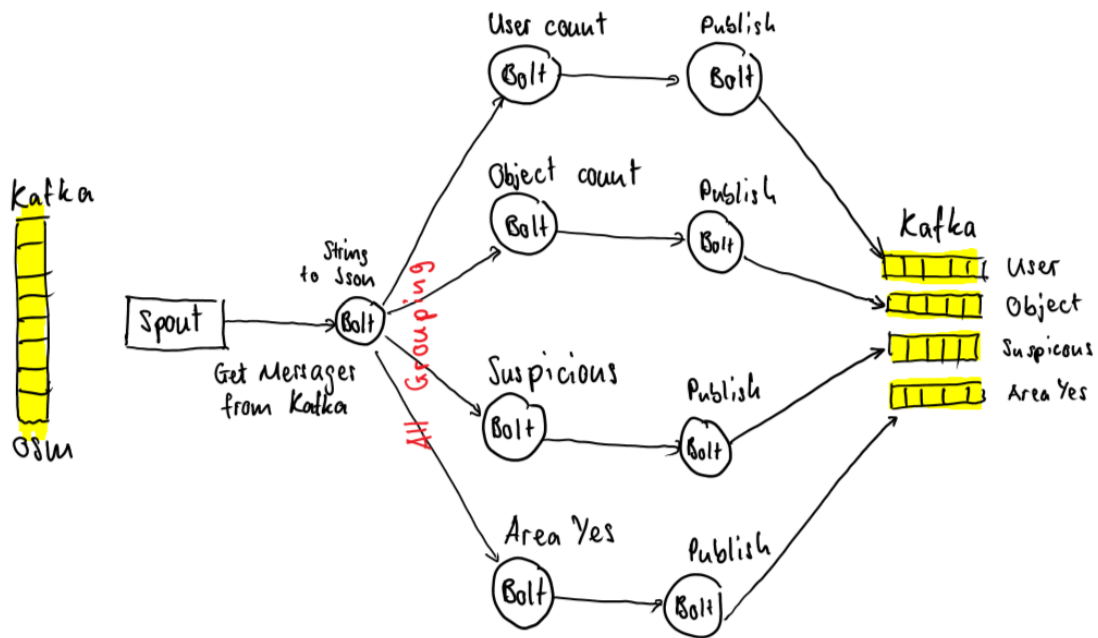 Kafka
OSM
Spout
Get Messages
from Kafka
String
to Json
Bolt
All Grouping
User count
Bolt
Publish
Bolt
Object count
Bolt
Publish
Bolt
Suspicious
Bolt
Publish
Bolt
Area Yes
Bolt
Publish
Bolt
Kafka
User
Object
Suspicous
Area Yes